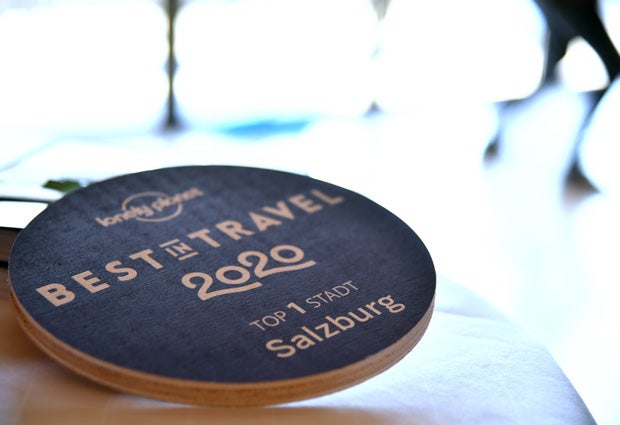 lonely planet
BEST IN TRAVEL
2020
TOP 1 STADT
Salzburg